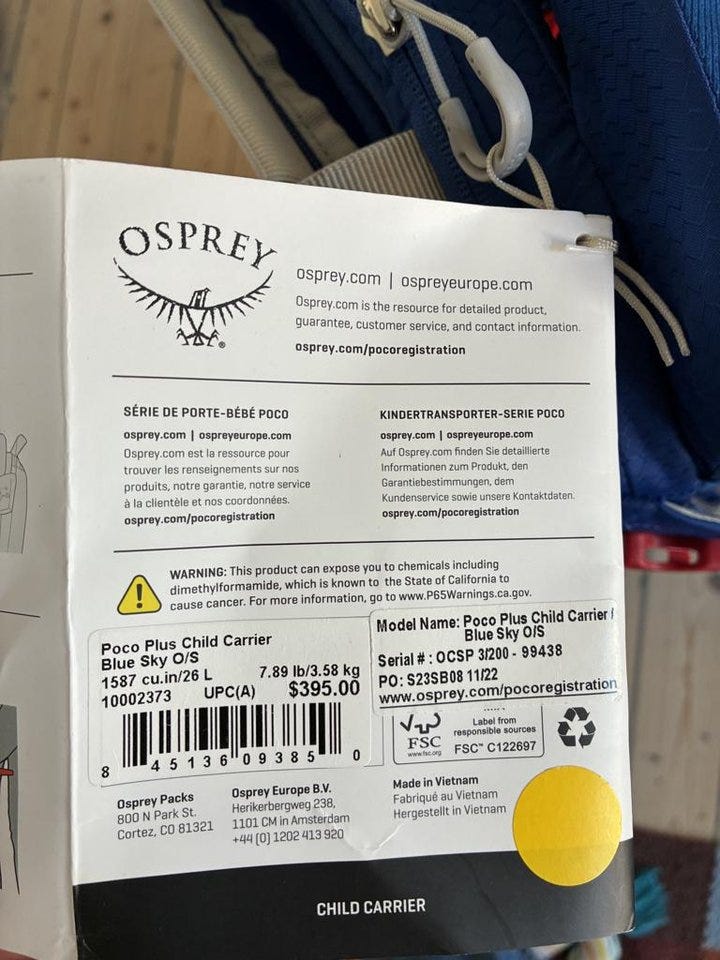 OSPREY
osprey.com | ospreyeurope.com
Osprey.com is the resource for detailed product,
guarantee, customer service, and contact information.
osprey.com/pocoregistration
SÉRIE DE PORTE-BÉBÉ POCO
osprey.com | ospreyeurope.com
Osprey.com est la ressource pour
trouver les renseignements sur nos
produits, notre garantie, notre service
à la clientèle et nos coordonnées.
osprey.com/pocoregistration
KINDERTRANSPORTER-SERIE POCO
osprey.com | ospreyeurope.com
Auf Osprey.com finden Sie detaillierte
Informationen zum Produkt, den
Garantiebestimmungen, dem
Kundenservice sowie unsere Kontaktdaten.
osprey.com/pocoregistration
WARNING: This product can expose you to chemicals including
dimethylformamide, which is known to the State of California to
cause cancer. For more information, go to www.P65Warnings.ca.gov.
Poco Plus Child Carrier
Blue Sky O/S
1587 cu.in/26 L 7.89 lb/3.58 kg
10002373 UPC(A) $395.00
8 45136 09385 0
Model Name: Poco Plus Child Carrier
Blue Sky O/S
Serial # : OCSP 3/200 - 99438
PO: S23SB08 11/22
www.osprey.com/pocoregistration
FSC
www.fsc.org
Label from
responsible sources
FSC™ C122697
Osprey Packs
800 N Park St.
Cortez, CO 81321
Osprey Europe B.V.
Herikerbergweg 238,
1101 CM in Amsterdam
+44 (0) 1202 413 920
Made in Vietnam
Fabriqué au Vietnam
Hergestellt in Vietnam
CHILD CARRIER